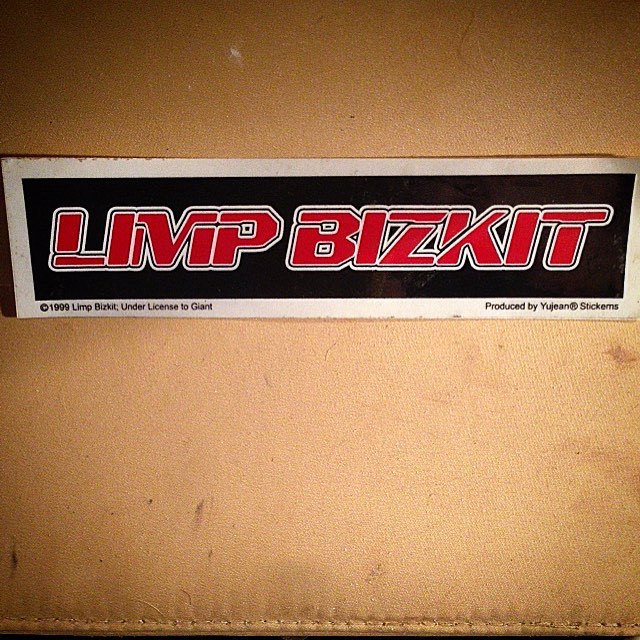 LIMP BIZKIT
©1999 Limp Bizkit; Under License to Giant
Produced by Yujean® Stickems